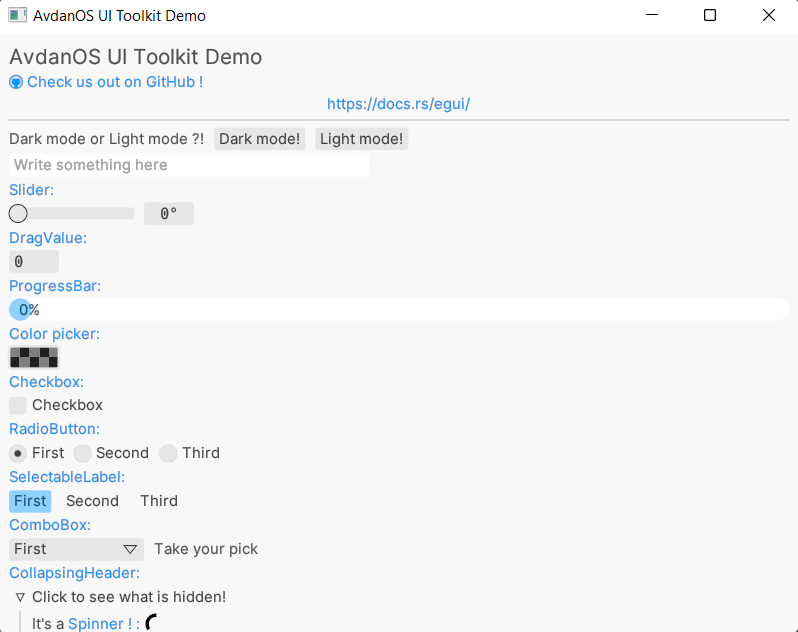 AvdanOS UI Toolkit Demo
AvdanOS UI Toolkit Demo
Check us out on GitHub !
https://docs.rs/egui/
Dark mode or Light mode ?! Dark mode! Light mode!
Write something here
Slider:
0°
DragValue:
0
ProgressBar:
0%
Color picker:
Checkbox:
Checkbox
RadioButton:
First Second Third
SelectableLabel:
First Second Third
ComboBox:
First Take your pick
CollapsingHeader:
Click to see what is hidden!
It's a Spinner ! :